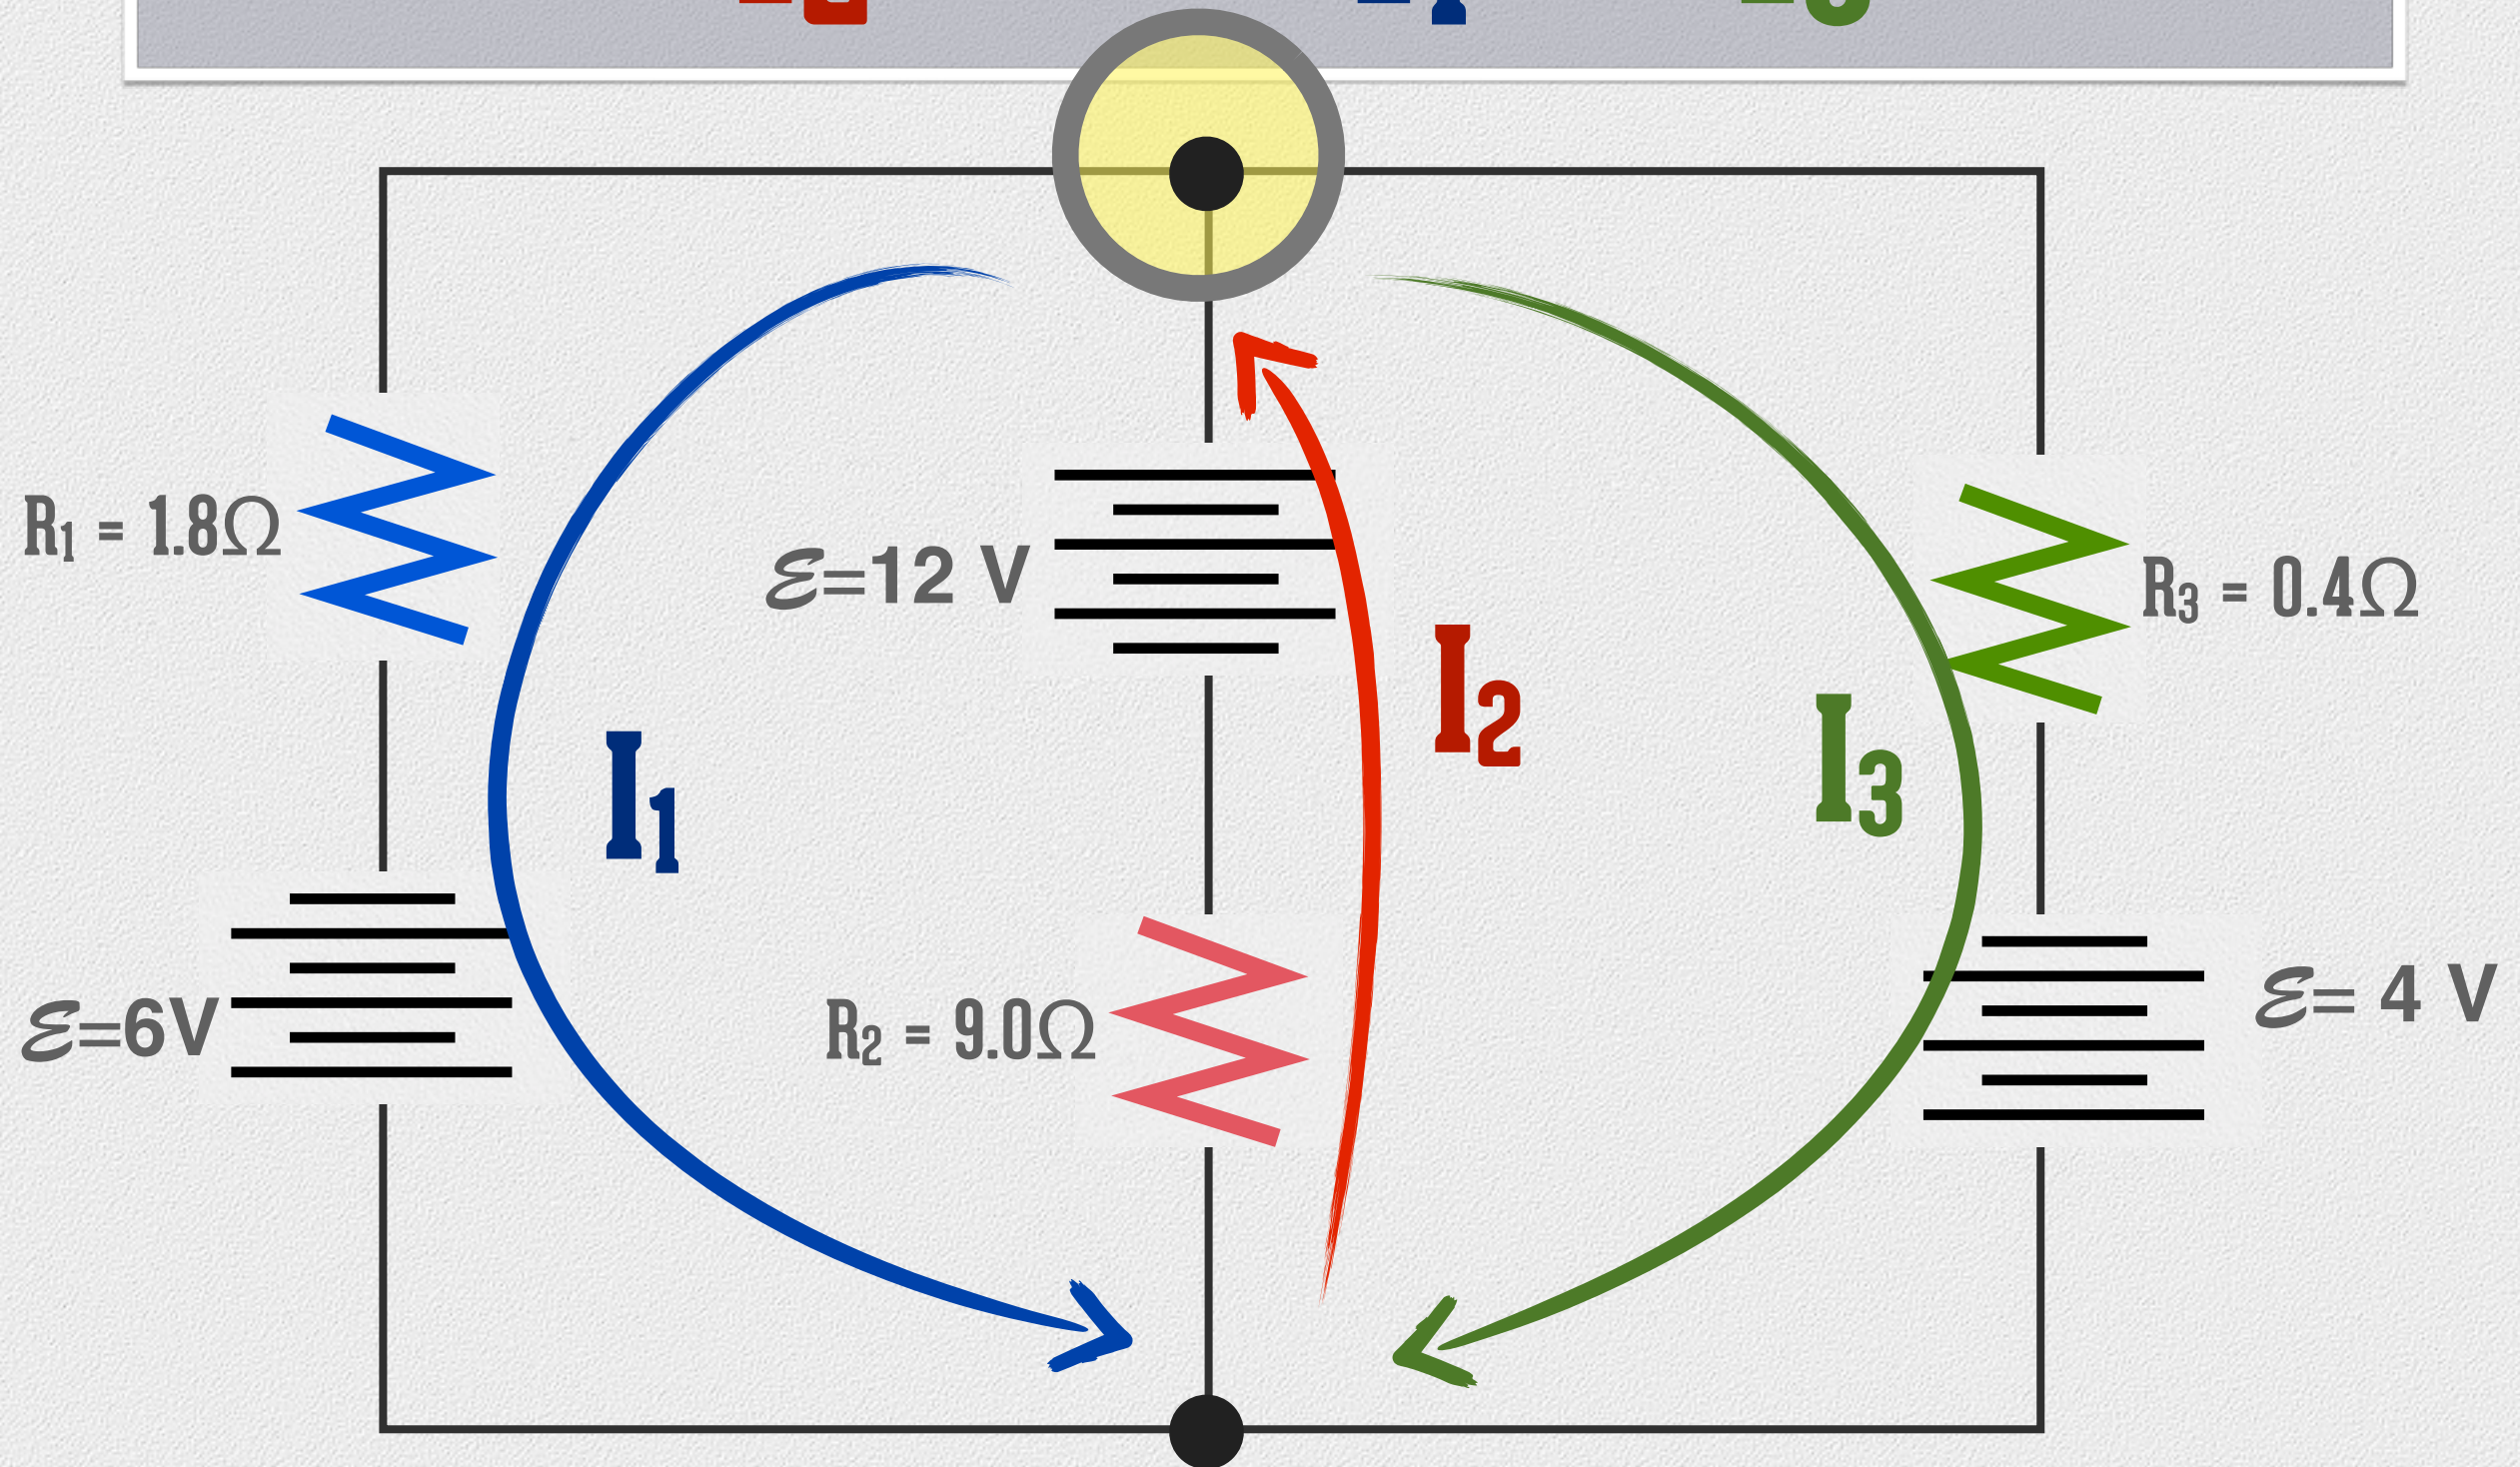 R₁ = 1.8Ω
ℰ=12 V
R₃ = 0.4Ω
I₂
I₁
I₃
ℰ=6V
R₂ = 9.0Ω
ℰ= 4 V